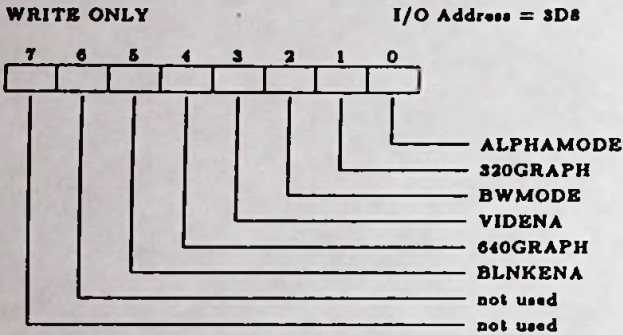 WRITE ONLY I/O Address = 3D8
7 6 5 4 3 2 1 0
ALPHAMODE
320GRAPH
BWMODE
VIDENA
640GRAPH
BLNKENA
not used
not used